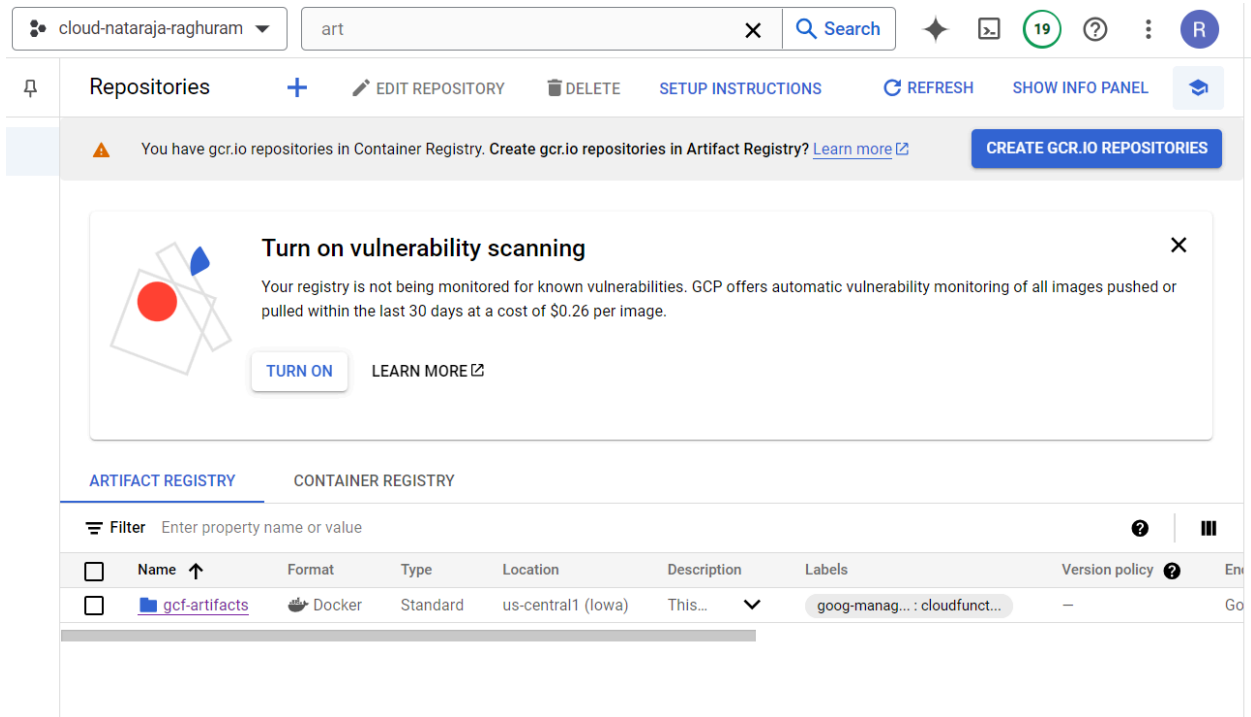 cloud-nataraja-raghuram art Search 19 R
Repositories EDIT REPOSITORY DELETE SETUP INSTRUCTIONS REFRESH SHOW INFO PANEL
You have gcr.io repositories in Container Registry. Create gcr.io repositories in Artifact Registry? Learn more CREATE GCR.IO REPOSITORIES
Turn on vulnerability scanning
Your registry is not being monitored for known vulnerabilities. GCP offers automatic vulnerability monitoring of all images pushed or
pulled within the last 30 days at a cost of $0.26 per image.
TURN ON LEARN MORE
ARTIFACT REGISTRY CONTAINER REGISTRY
Filter Enter property name or value
Name Format Type Location Description Labels Version policy
gcf-artifacts Docker Standard us-central1 (Iowa) This... goog-manag... : cloudfunct... — Go